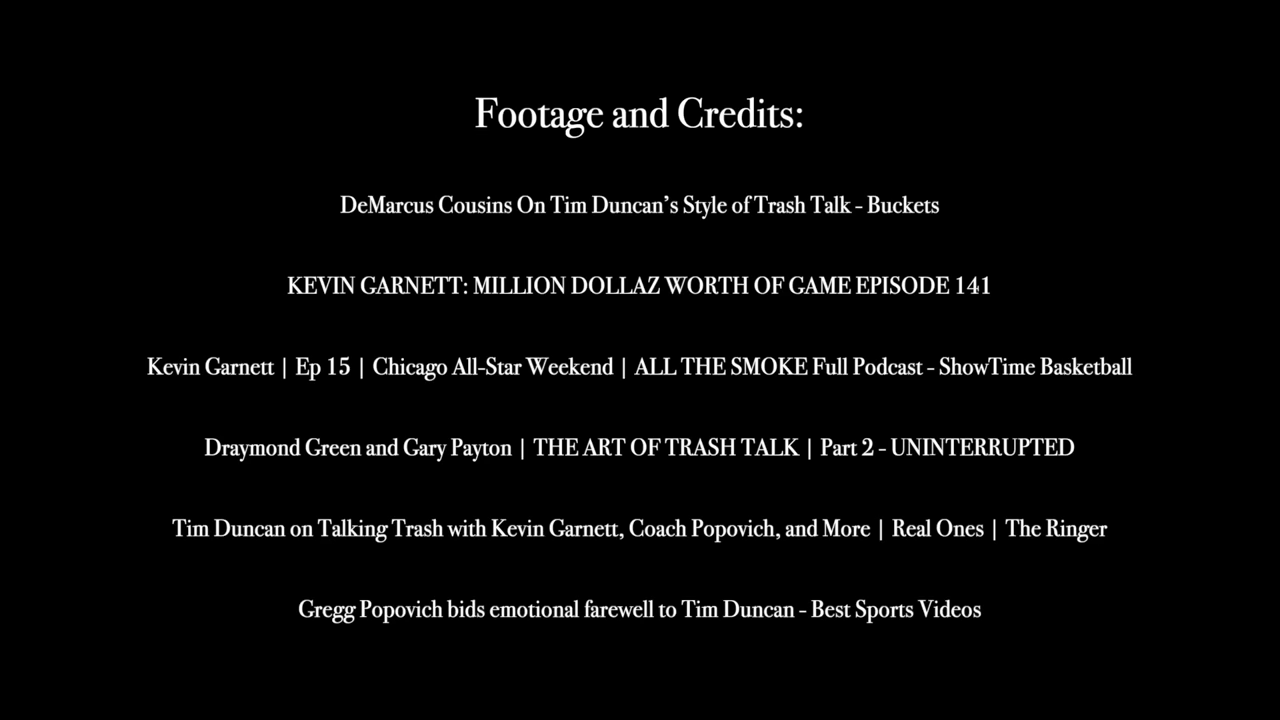 Footage and Credits:
DeMarcus Cousins On Tim Duncan’s Style of Trash Talk - Buckets
KEVIN GARNETT: MILLION DOLLAZ WORTH OF GAME EPISODE 141
Kevin Garnett | Ep 15 | Chicago All-Star Weekend | ALL THE SMOKE Full Podcast - ShowTime Basketball
Draymond Green and Gary Payton | THE ART OF TRASH TALK | Part 2 - UNINTERRUPTED
Tim Duncan on Talking Trash with Kevin Garnett, Coach Popovich, and More | Real Ones | The Ringer
Gregg Popovich bids emotional farewell to Tim Duncan - Best Sports Videos